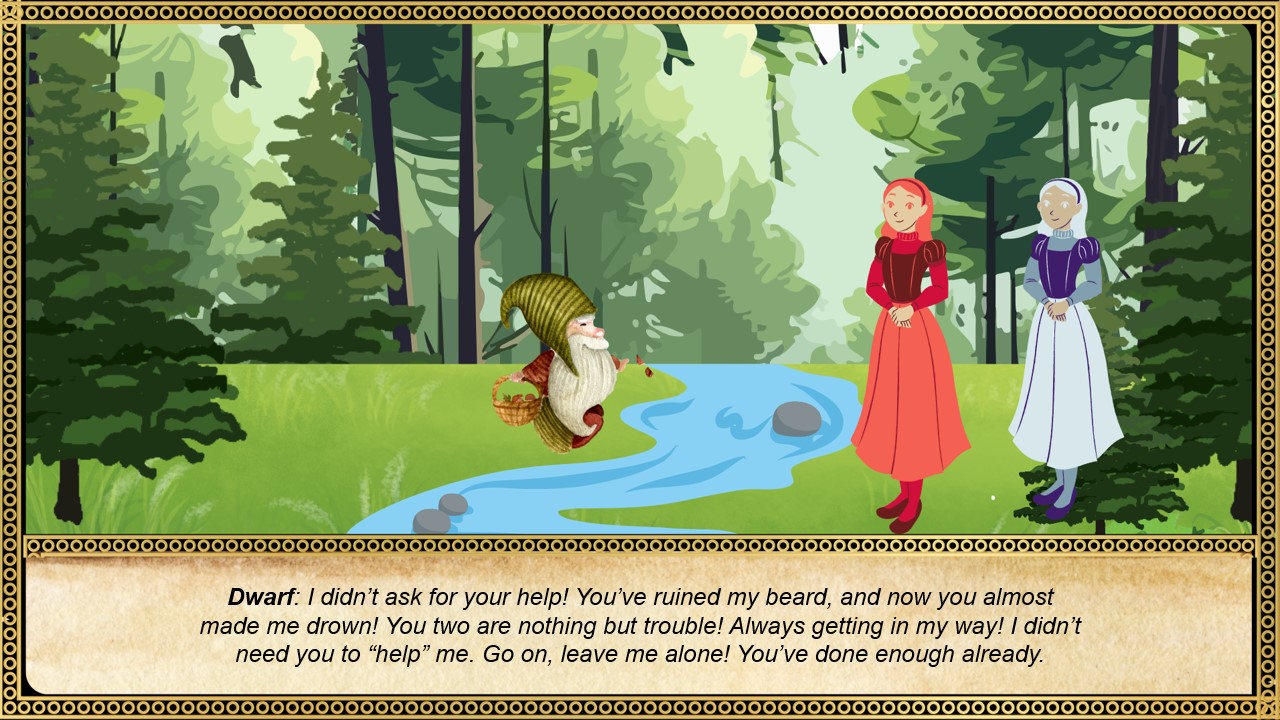 Dwarf: I didn’t ask for your help! You’ve ruined my beard, and now you almost
made me drown! You two are nothing but trouble! Always getting in my way! I didn’t
need you to “help” me. Go on, leave me alone! You’ve done enough already.